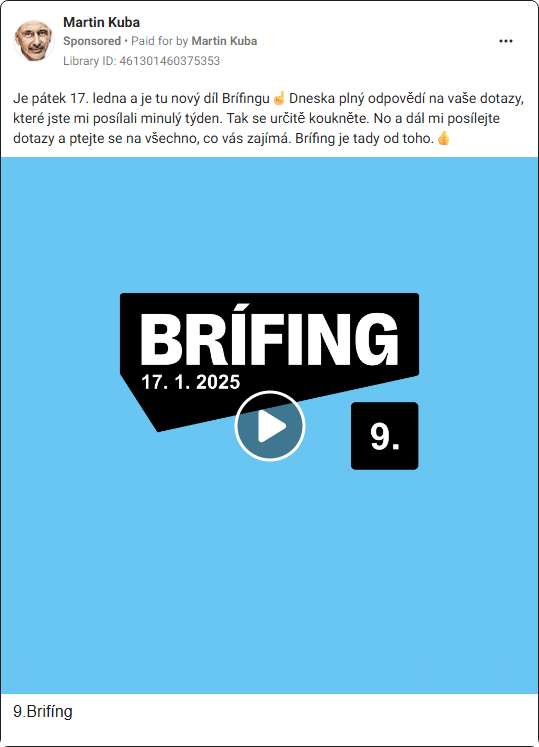 Martin Kuba
Sponsored • Paid for by Martin Kuba
Library ID: 461301460375353
Je pátek 17. ledna a je tu nový díl Brífingu☝️Dneska plný odpovědí na vaše dotazy,
které jste mi posílali minulý týden. Tak se určitě koukněte. No a dál mi posílejte
dotazy a ptejte se na všechno, co vás zajímá. Brífing je tady od toho.👍
BRÍFING
17. 1. 2025
9.
9.Brifíng